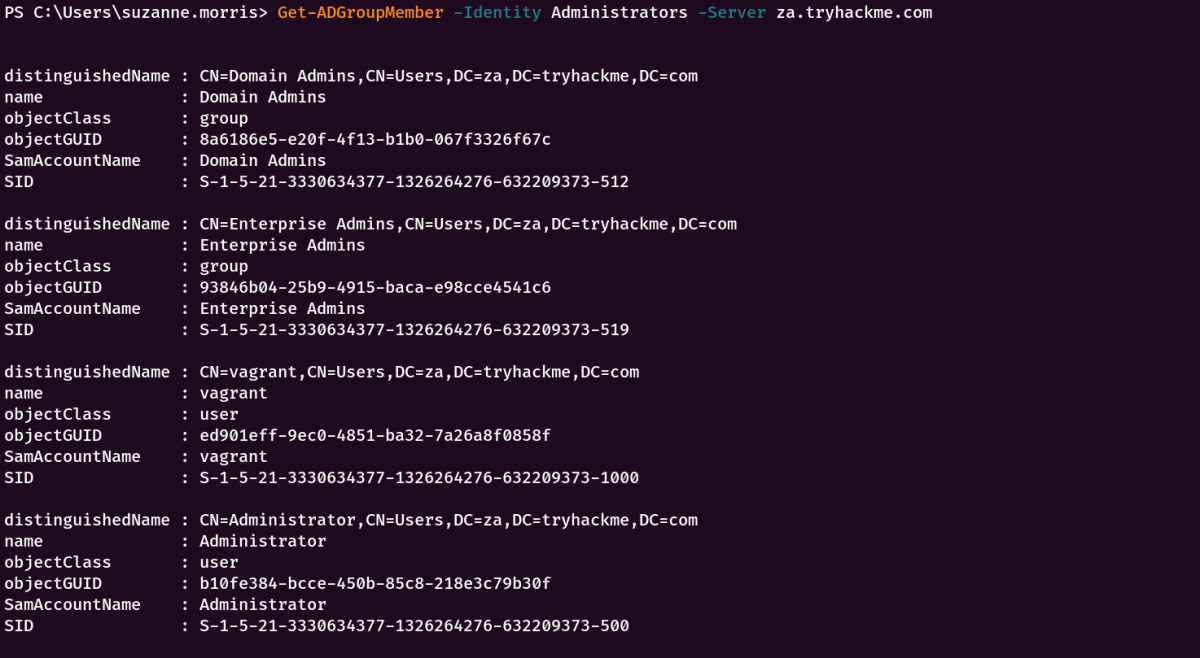 PS C:\Users\suzanne.morris> Get-ADGroupMember -Identity Administrators -Server za.tryhackme.com
distinguishedName : CN=Domain Admins,CN=Users,DC=za,DC=tryhackme,DC=com
name              : Domain Admins
objectClass       : group
objectGUID        : 8a6186e5-e20f-4f13-b1b0-067f3326f67c
SamAccountName    : Domain Admins
SID               : S-1-5-21-3330634377-1326264276-632209373-512
distinguishedName : CN=Enterprise Admins,CN=Users,DC=za,DC=tryhackme,DC=com
name              : Enterprise Admins
objectClass       : group
objectGUID        : 93846b04-25b9-4915-baca-e98cce4541c6
SamAccountName    : Enterprise Admins
SID               : S-1-5-21-3330634377-1326264276-632209373-519
distinguishedName : CN=vagrant,CN=Users,DC=za,DC=tryhackme,DC=com
name              : vagrant
objectClass       : user
objectGUID        : ed901eff-9ec0-4851-ba32-7a26a8f0858f
SamAccountName    : vagrant
SID               : S-1-5-21-3330634377-1326264276-632209373-1000
distinguishedName : CN=Administrator,CN=Users,DC=za,DC=tryhackme,DC=com
name              : Administrator
objectClass       : user
objectGUID        : b10fe384-bcce-450b-85c8-218e3c79b30f
SamAccountName    : Administrator
SID               : S-1-5-21-3330634377-1326264276-632209373-500